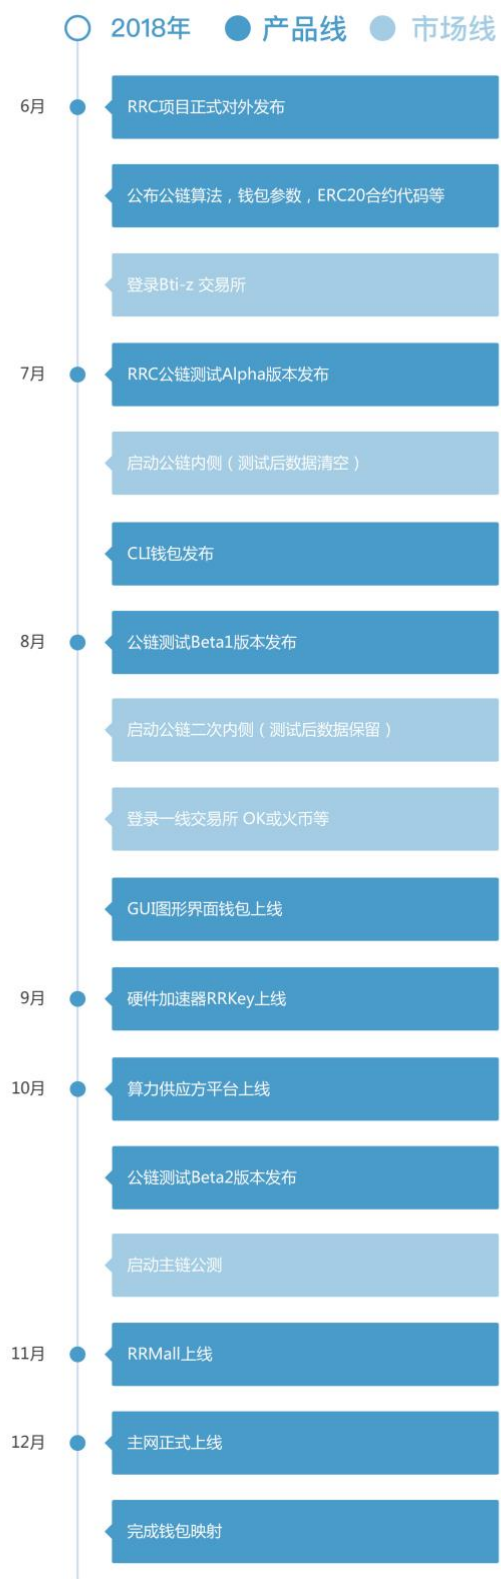 2018年 产品线 市场线
6月 RRC项目正式对外发布
公布公链算法，钱包参数，ERC20合约代码等
登录Bti-z 交易所
7月 RRC公链测试Alpha版本发布
启动公链内侧（测试后数据清空）
CLI钱包发布
8月 公链测试Beta1版本发布
启动公链二次内侧（测试后数据保留）
登录一线交易所 OK或火币等
GUI图形界面钱包上线
9月 硬件加速器RRKey上线
10月 算力供应方平台上线
公链测试Beta2版本发布
启动主链公测
11月 RRMall上线
12月 主网正式上线
完成钱包映射